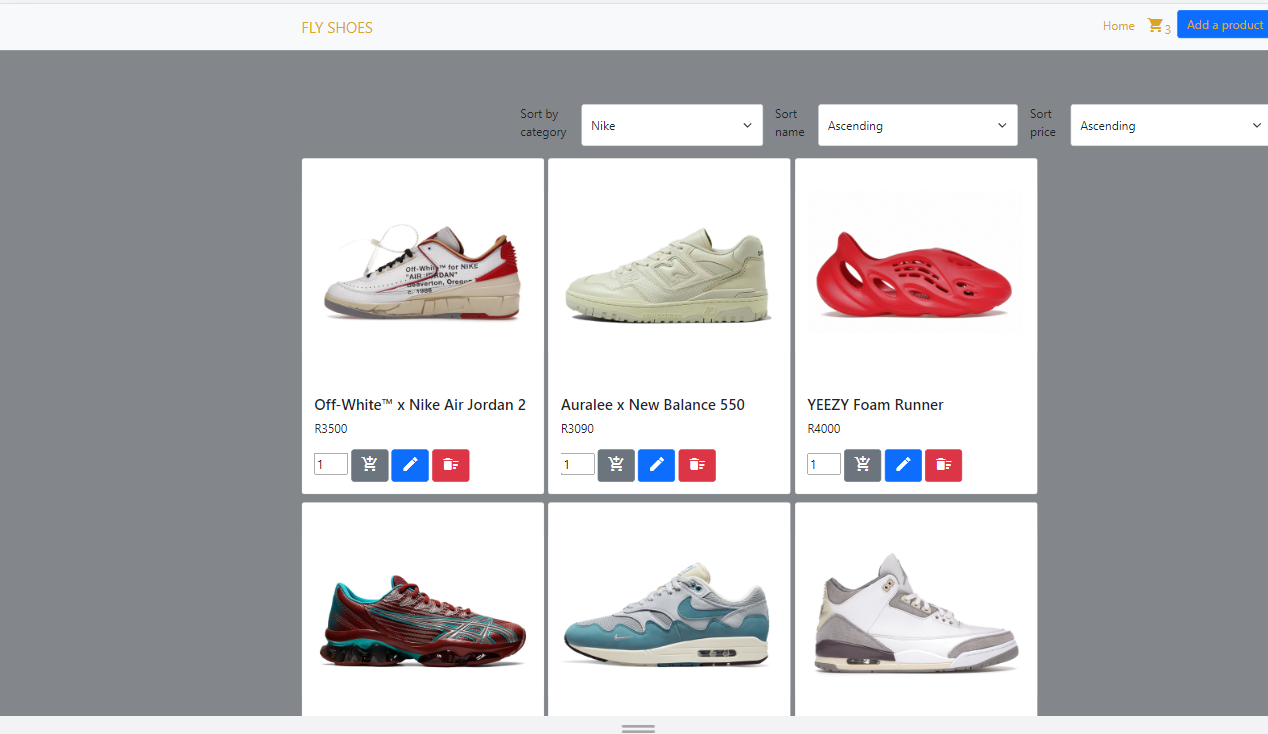 FLY SHOES
Home
3
Add a product
Sort by
category
Nike
Sort
name
Ascending
Sort
price
Ascending
Off-White™ for NIKE
"AIR JORDAN"
Beaverton, Oregon
c. 1985
Off-White™ x Nike Air Jordan 2
R3500
1
Auralee x New Balance 550
R3090
1
YEEZY Foam Runner
R4000
1